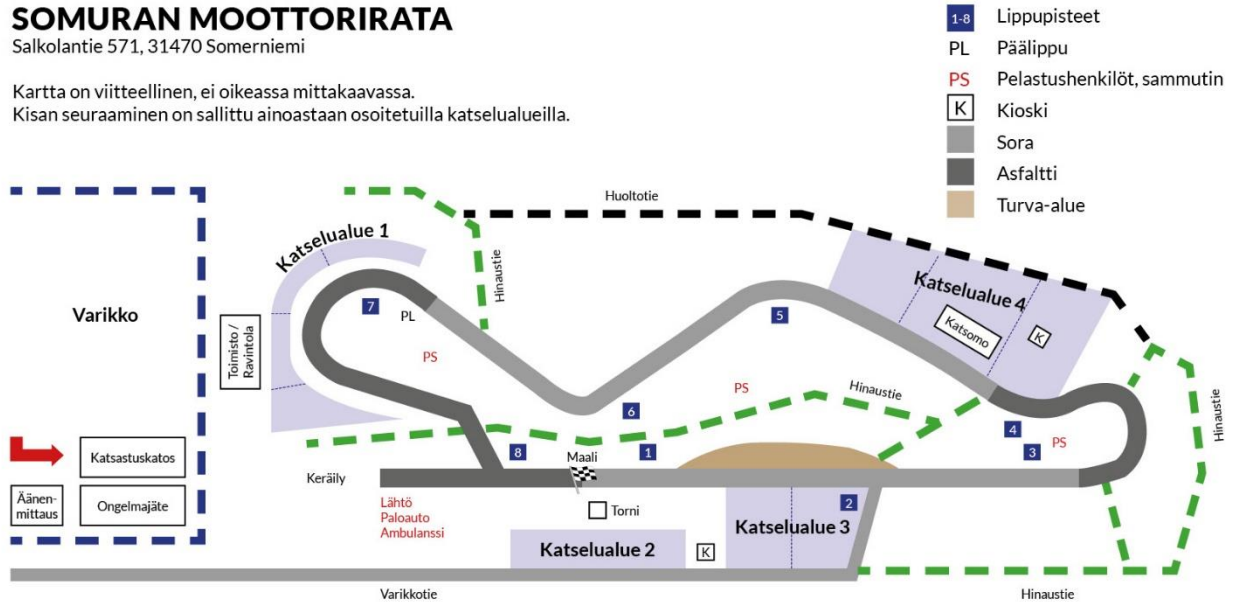 SOMURAN MOOTTORIRATA
Salkolantie 571, 31470 Somerniemi
Kartta on viitteellinen, ei oikeassa mittakaavassa.
Kisan seuraaminen on sallittu ainoastaan osoitetuilla katselualueilla.
1-8 Lippupisteet
PL Päälippu
PS Pelastushenkilöt, sammutin
K Kioski
Sora
Asfaltti
Turva-alue
Huoltotie
Katselualue 1
Hinaustie
Varikko
Toimisto /
Ravintola
7
PL
PS
5
Katselualue 4
Katsomo
K
Hinaustie
6
PS
Hinaustie
4
3
PS
Hinaustie
8
Maali
1
Katsastuskatos
Keräily
Äänen-
mittaus
Ongelmajäte
Lähtö
Paloauto
Ambulanssi
Torni
2
Katselualue 3
Katselualue 2
K
Varikkotie
Hinaustie